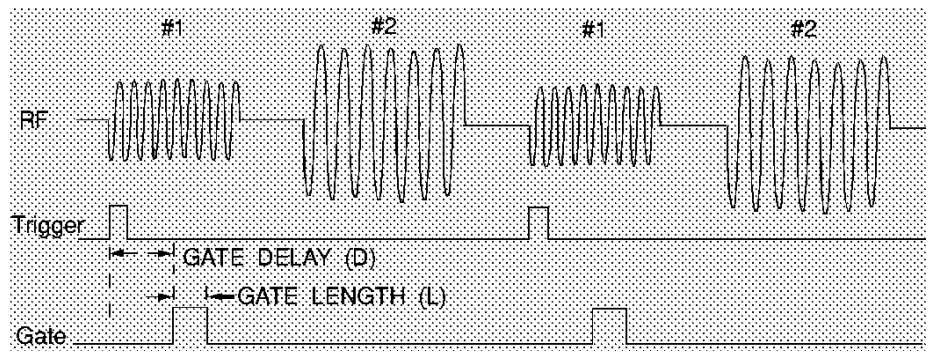 #1 #2 #1 #2
RF
Trigger
GATE DELAY (D)
GATE LENGTH (L)
Gate